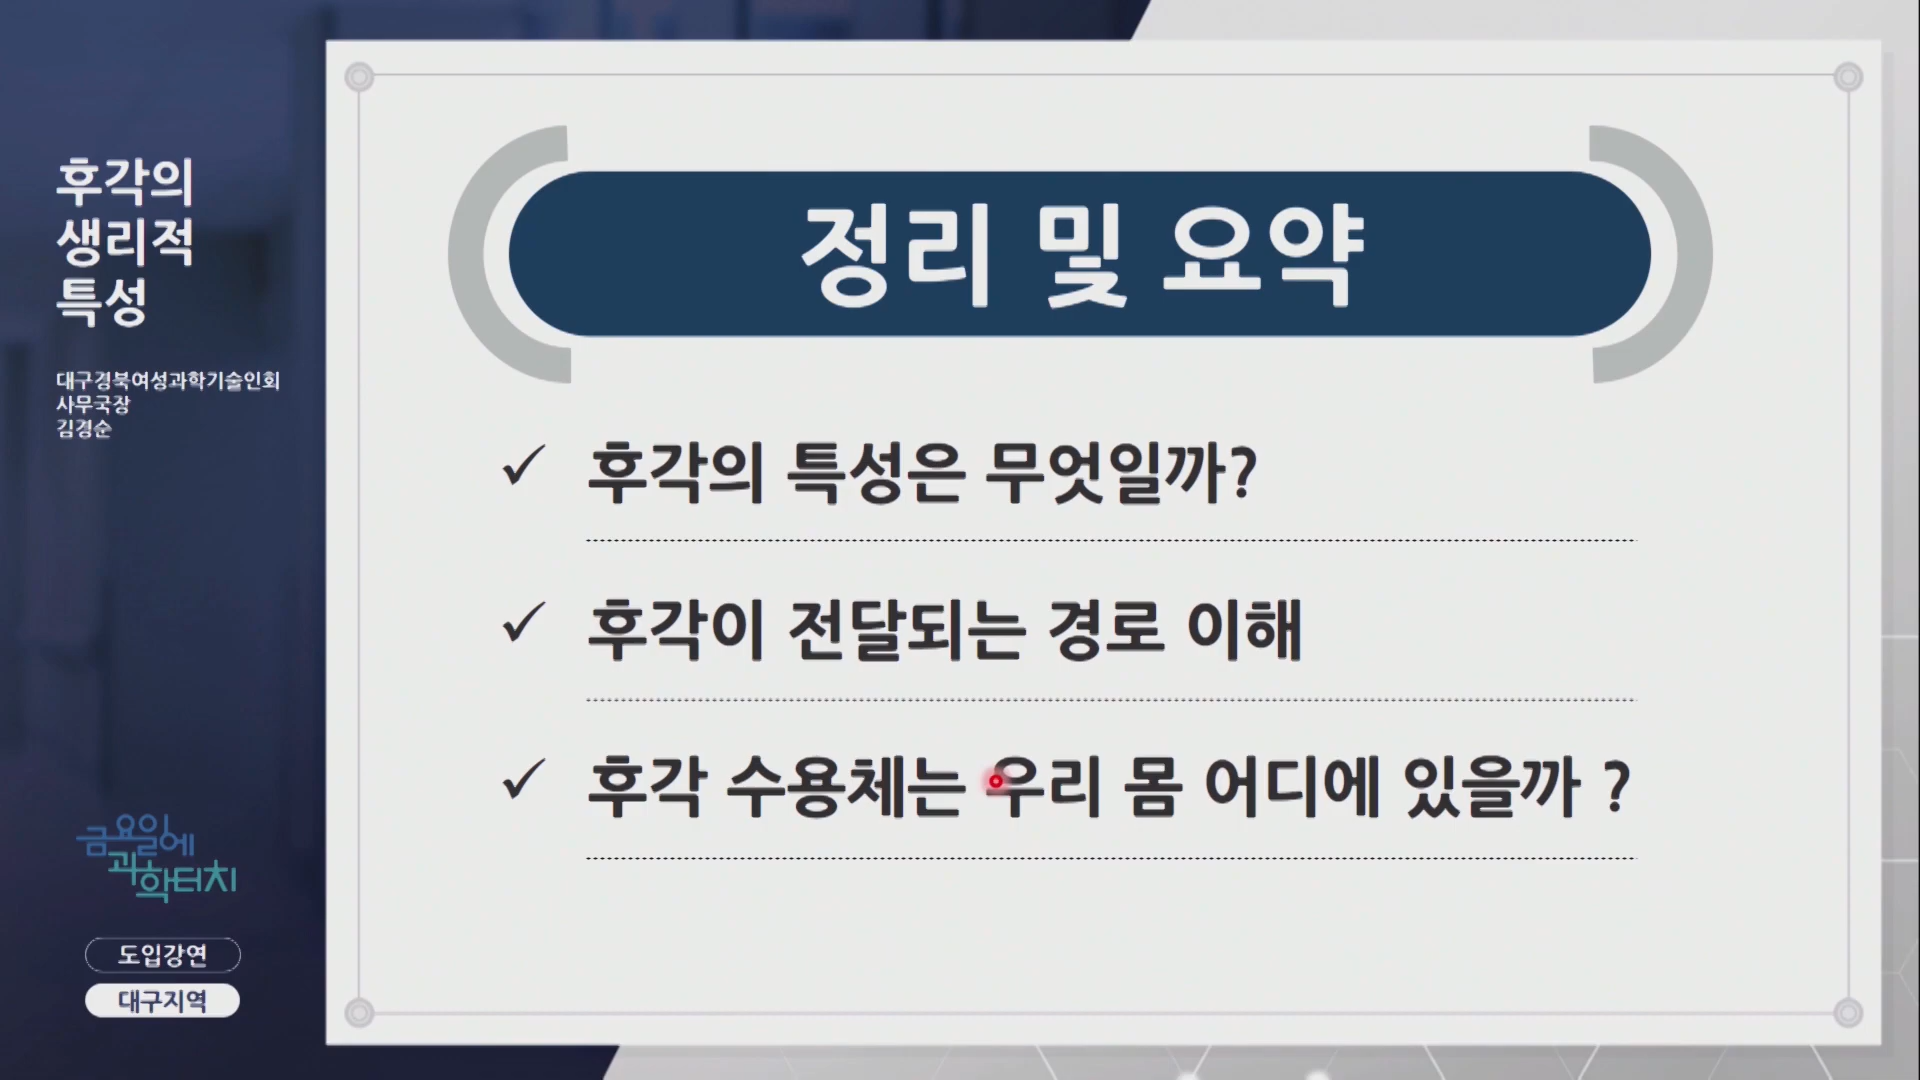 후각의
생리적
특성
대구경북여성과학기술인회
사무국장
김경순
금요일에
과학터치
도입강연
대구지역
정리 및 요약
✓ 후각의 특성은 무엇일까?
✓ 후각이 전달되는 경로 이해
✓ 후각 수용체는 우리 몸 어디에 있을까 ?